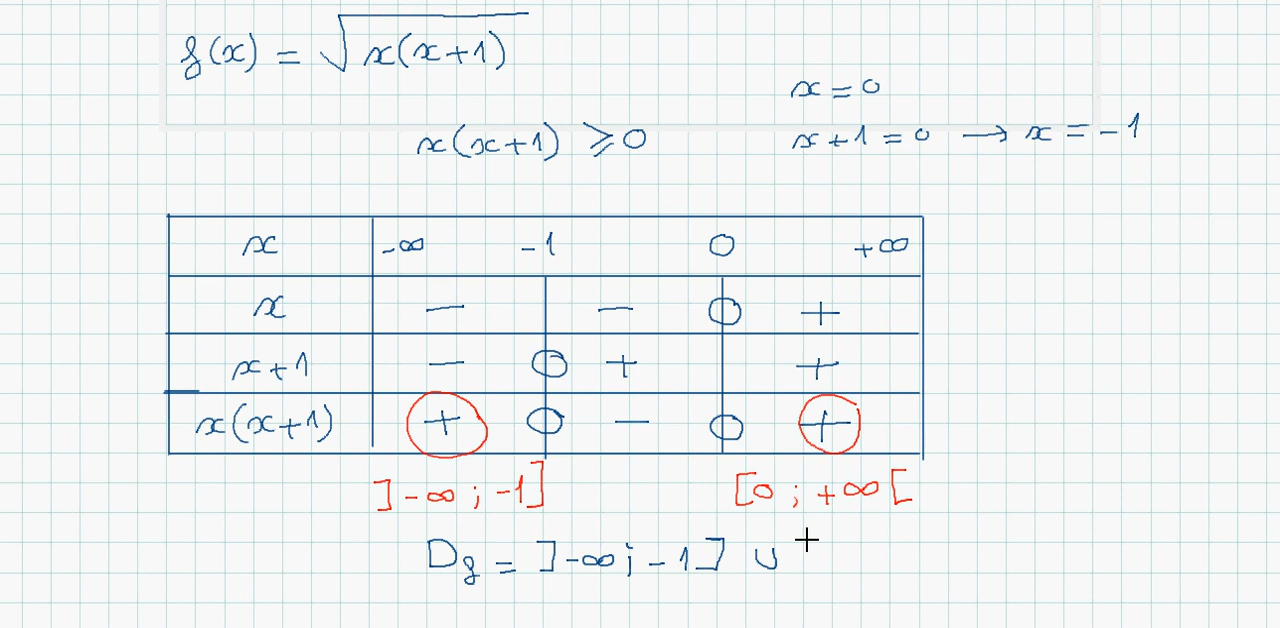 f(x) = √x(x+1)
x = 0
x(x+1) ⩾ 0
x + 1 = 0 → x = -1
x -∞ -1 0 +∞
x - - 0 +
x+1 - 0 + +
x(x+1) + 0 - 0 +
]-∞ ; -1] [0 ; +∞[
Df = ]-∞ ; -1] ∪